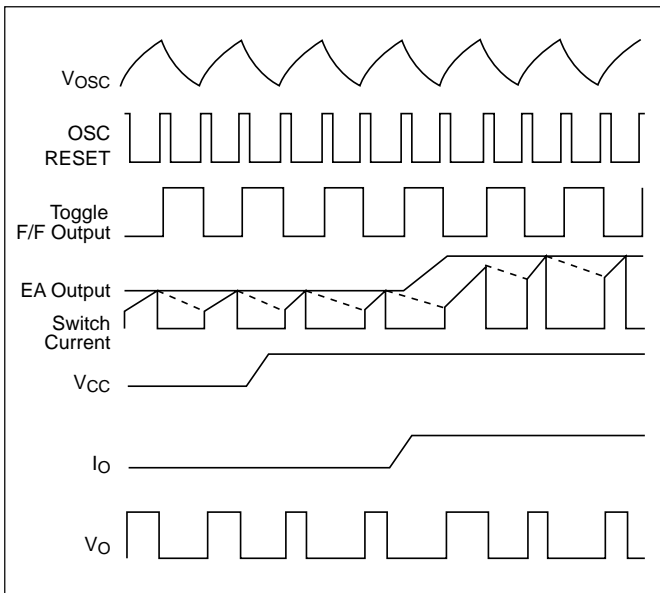 VOSC
OSC
RESET
Toggle
F/F Output
EA Output
Switch
Current
VCC
IO
VO